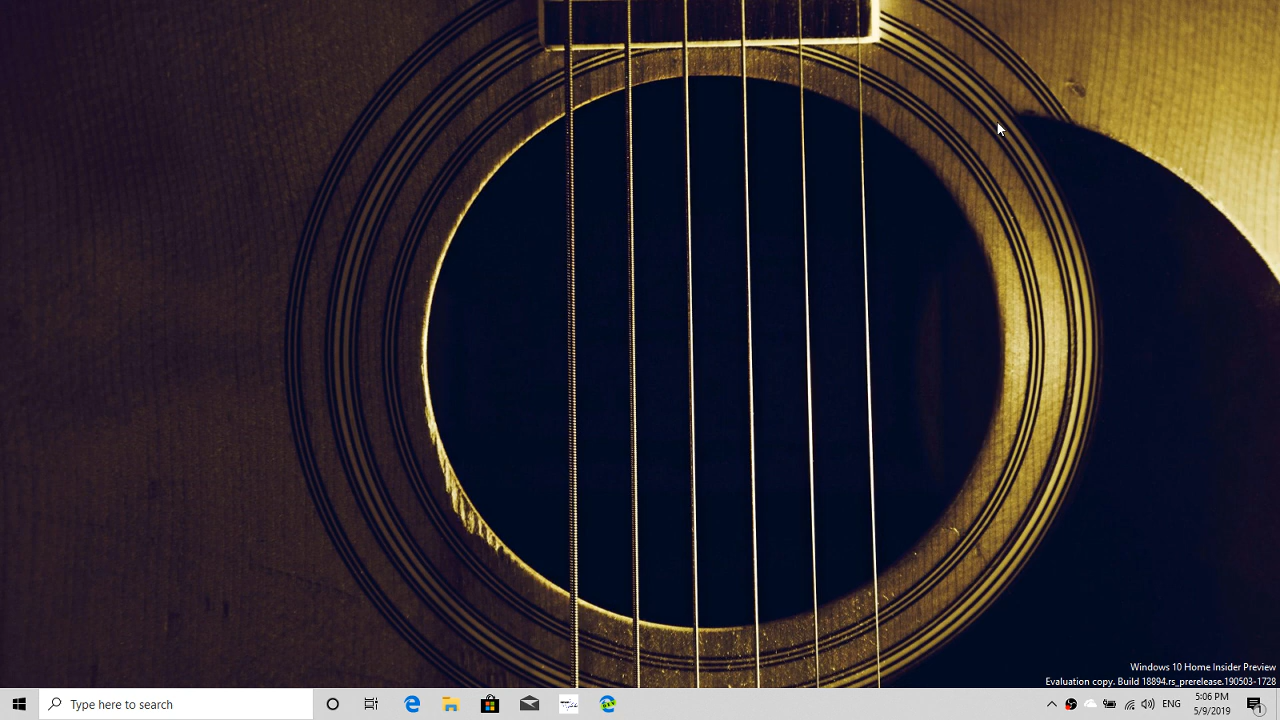 Windows 10 Home Insider Preview
Evaluation copy. Build 18894.rs_prerelease.190503-1728
Type here to search
ENG
5:06 PM
5/9/2019
1